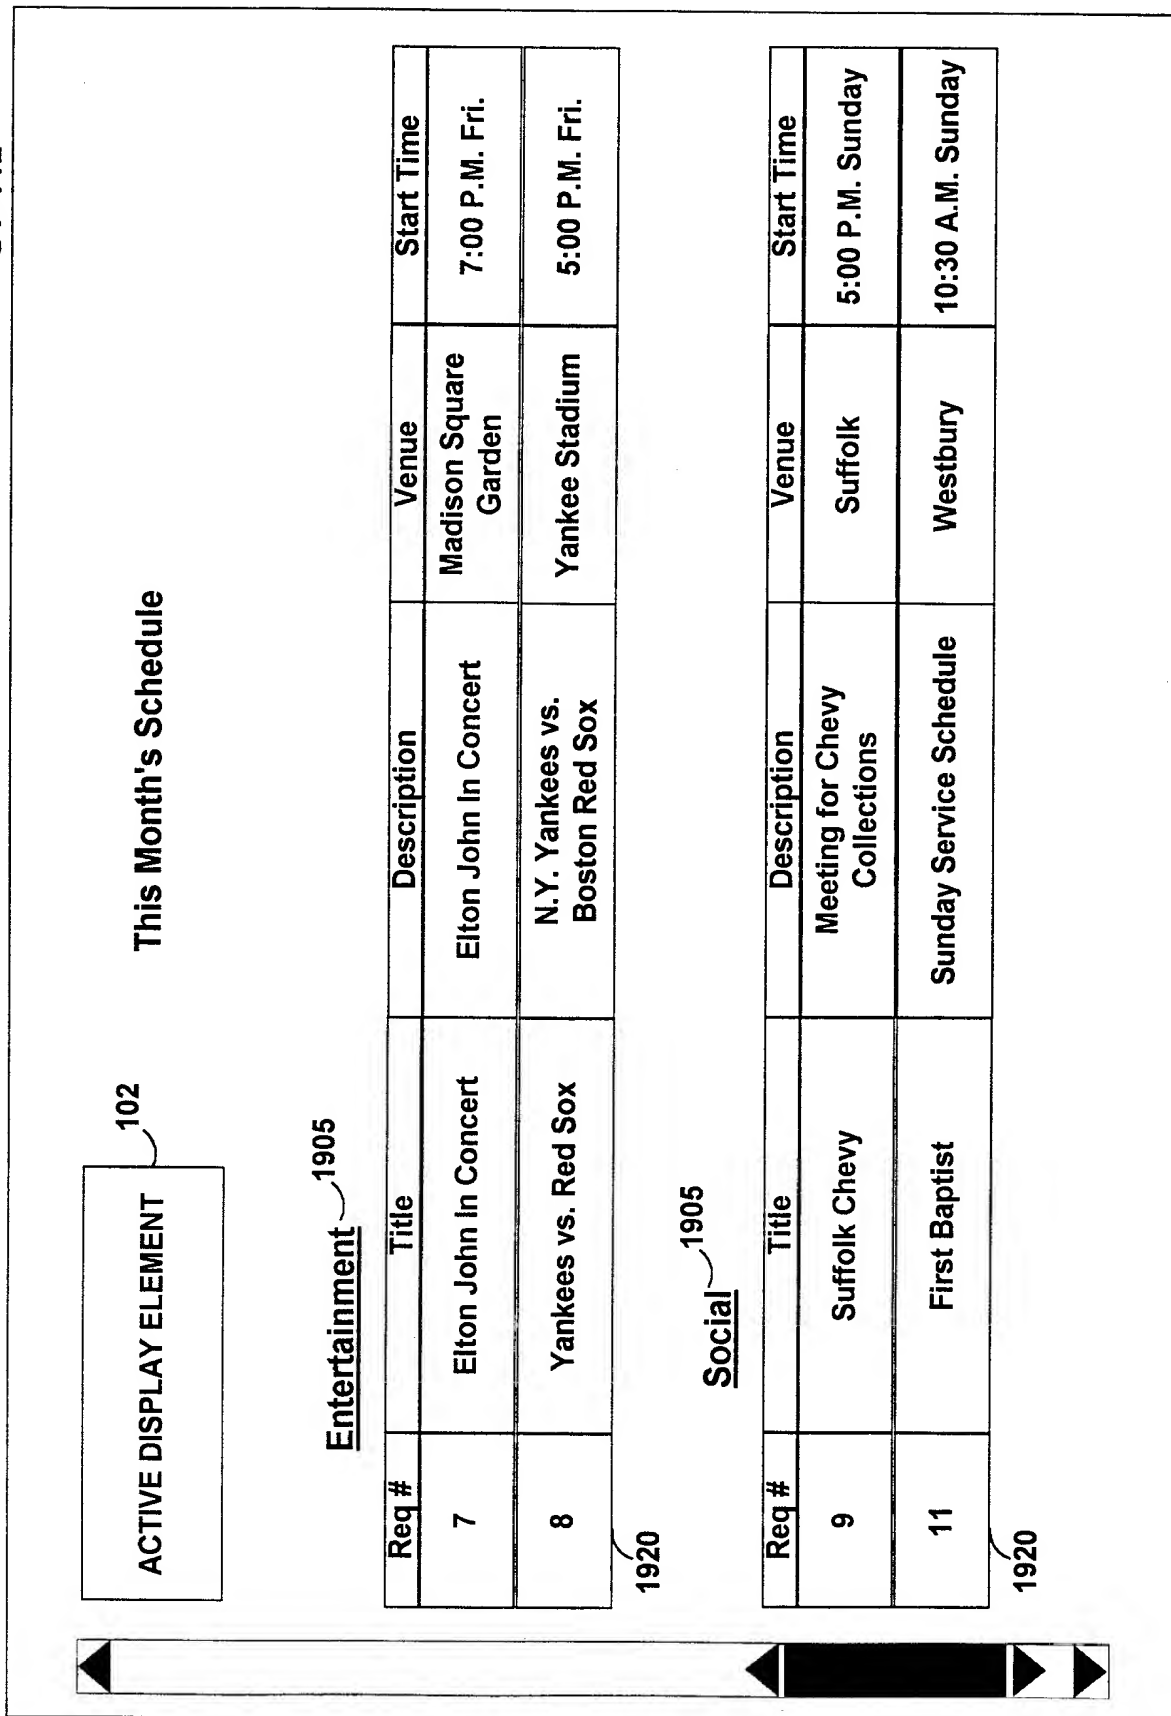 ACTIVE DISPLAY ELEMENT
102
This Month's Schedule
Entertainment
1905
Req # Title Description Venue Start Time
7 Elton John In Concert Elton John In Concert Madison Square
Garden 7:00 P.M. Fri.
8 Yankees vs. Red Sox N.Y. Yankees vs.
Boston Red Sox Yankee Stadium 5:00 P.M. Fri.
1920
Social
1905
Req # Title Description Venue Start Time
9 Suffolk Chevy Meeting for Chevy
Collections Suffolk 5:00 P.M. Sunday
11 First Baptist Sunday Service Schedule Westbury 10:30 A.M. Sunday
1920